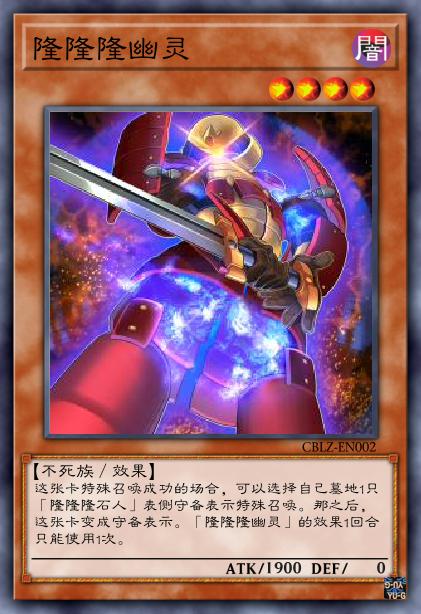 隆隆隆幽灵
闇
CBLZ-EN002
【不死族／效果】
这张卡特殊召唤成功的场合，可以选择自己墓地1只
「隆隆隆石人」表侧守备表示特殊召唤。那之后，
这张卡变成守备表示。「隆隆隆幽灵」的效果1回合
只能使用1次。
ATK/1900 DEF/ 0